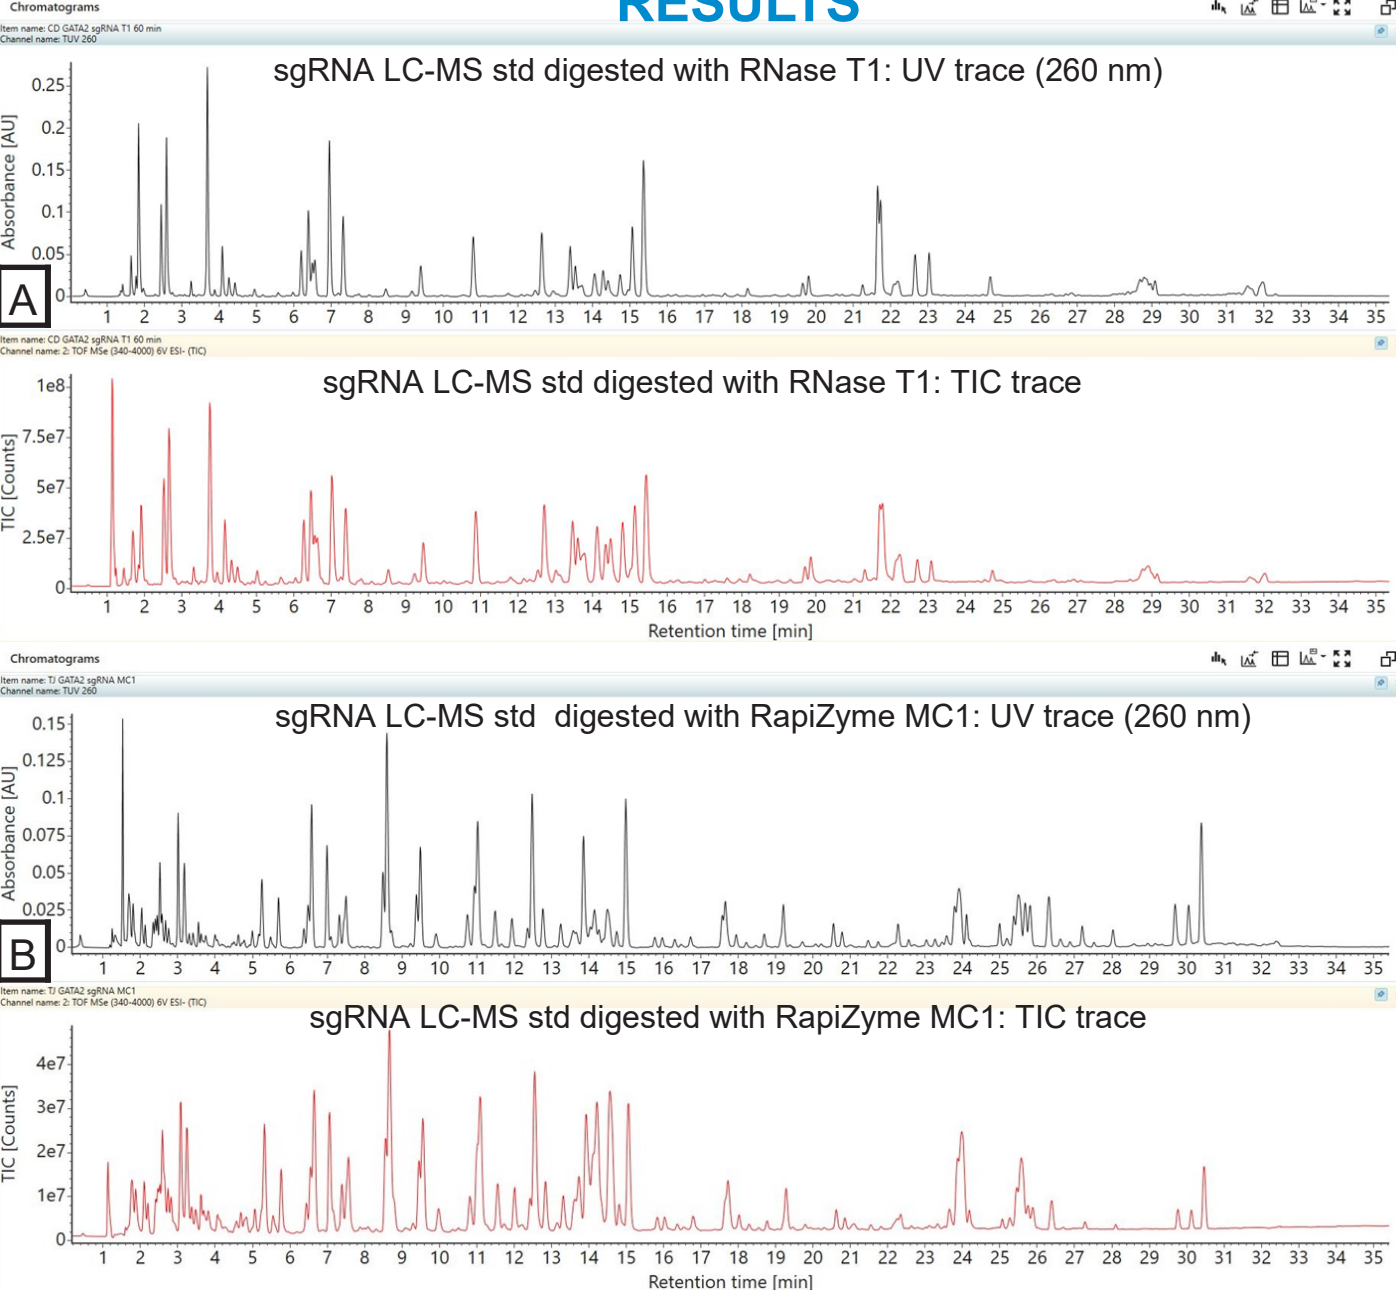 RESULTS
Chromatograms
Item name: CD GATA2 sgRNA T1 60 min
Channel name: TUV 260
sgRNA LC-MS std digested with RNase T1: UV trace (260 nm)
Absorbance [AU]
0.25
0.2
0.15
0.1
0.05
0
A
1 2 3 4 5 6 7 8 9 10 11 12 13 14 15 16 17 18 19 20 21 22 23 24 25 26 27 28 29 30 31 32 33 34 35
Item name: CD GATA2 sgRNA T1 60 min
Channel name: 2: TOF MSe (340-4000) 6V ESI- (TIC)
sgRNA LC-MS std digested with RNase T1: TIC trace
TIC [Counts]
1e8
7.5e7
5e7
2.5e7
0
1 2 3 4 5 6 7 8 9 10 11 12 13 14 15 16 17 18 19 20 21 22 23 24 25 26 27 28 29 30 31 32 33 34 35
Retention time [min]
Chromatograms
Item name: TJ GATA2 sgRNA MC1
Channel name: TUV 260
sgRNA LC-MS std digested with RapiZyme MC1: UV trace (260 nm)
Absorbance [AU]
0.15
0.125
0.1
0.075
0.05
0.025
0
B
1 2 3 4 5 6 7 8 9 10 11 12 13 14 15 16 17 18 19 20 21 22 23 24 25 26 27 28 29 30 31 32 33 34 35
Item name: TJ GATA2 sgRNA MC1
Channel name: 2: TOF MSe (340-4000) 6V ESI- (TIC)
sgRNA LC-MS std digested with RapiZyme MC1: TIC trace
TIC [Counts]
4e7
3e7
2e7
1e7
0
1 2 3 4 5 6 7 8 9 10 11 12 13 14 15 16 17 18 19 20 21 22 23 24 25 26 27 28 29 30 31 32 33 34 35
Retention time [min]